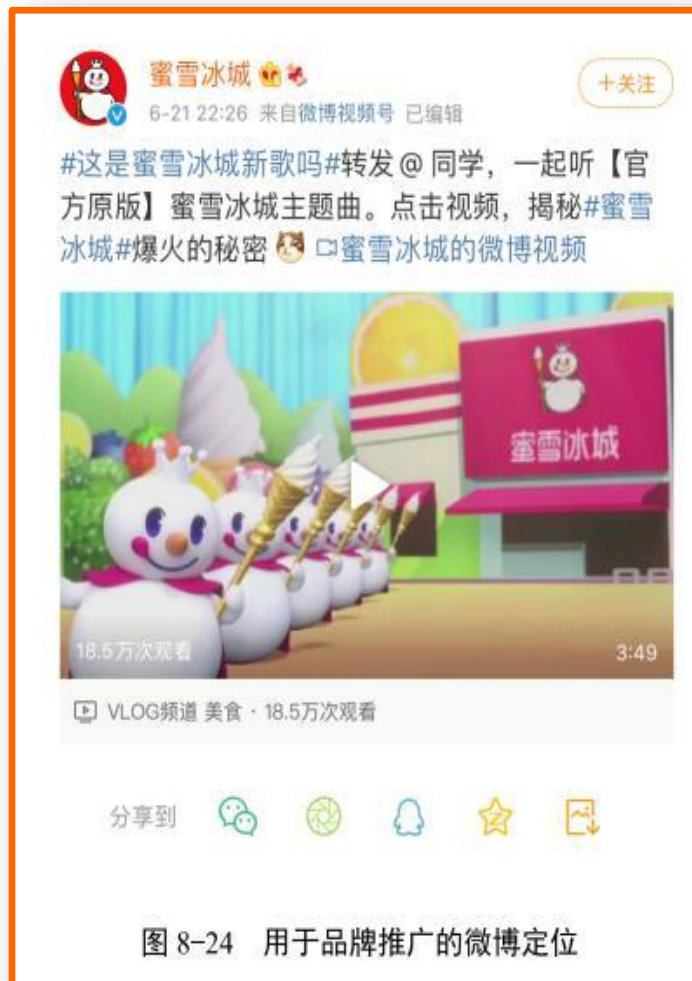 蜜雪冰城
+关注
6-21 22:26 来自微博视频号 已编辑
#这是蜜雪冰城新歌吗#转发@ 同学，一起听【官
方原版】蜜雪冰城主题曲。点击视频，揭秘#蜜雪
冰城#爆火的秘密 蜜雪冰城的微博视频
蜜雪冰城
18.5万次观看
3:49
VLOG频道 美食 · 18.5万次观看
分享到
图 8-24 用于品牌推广的微博定位